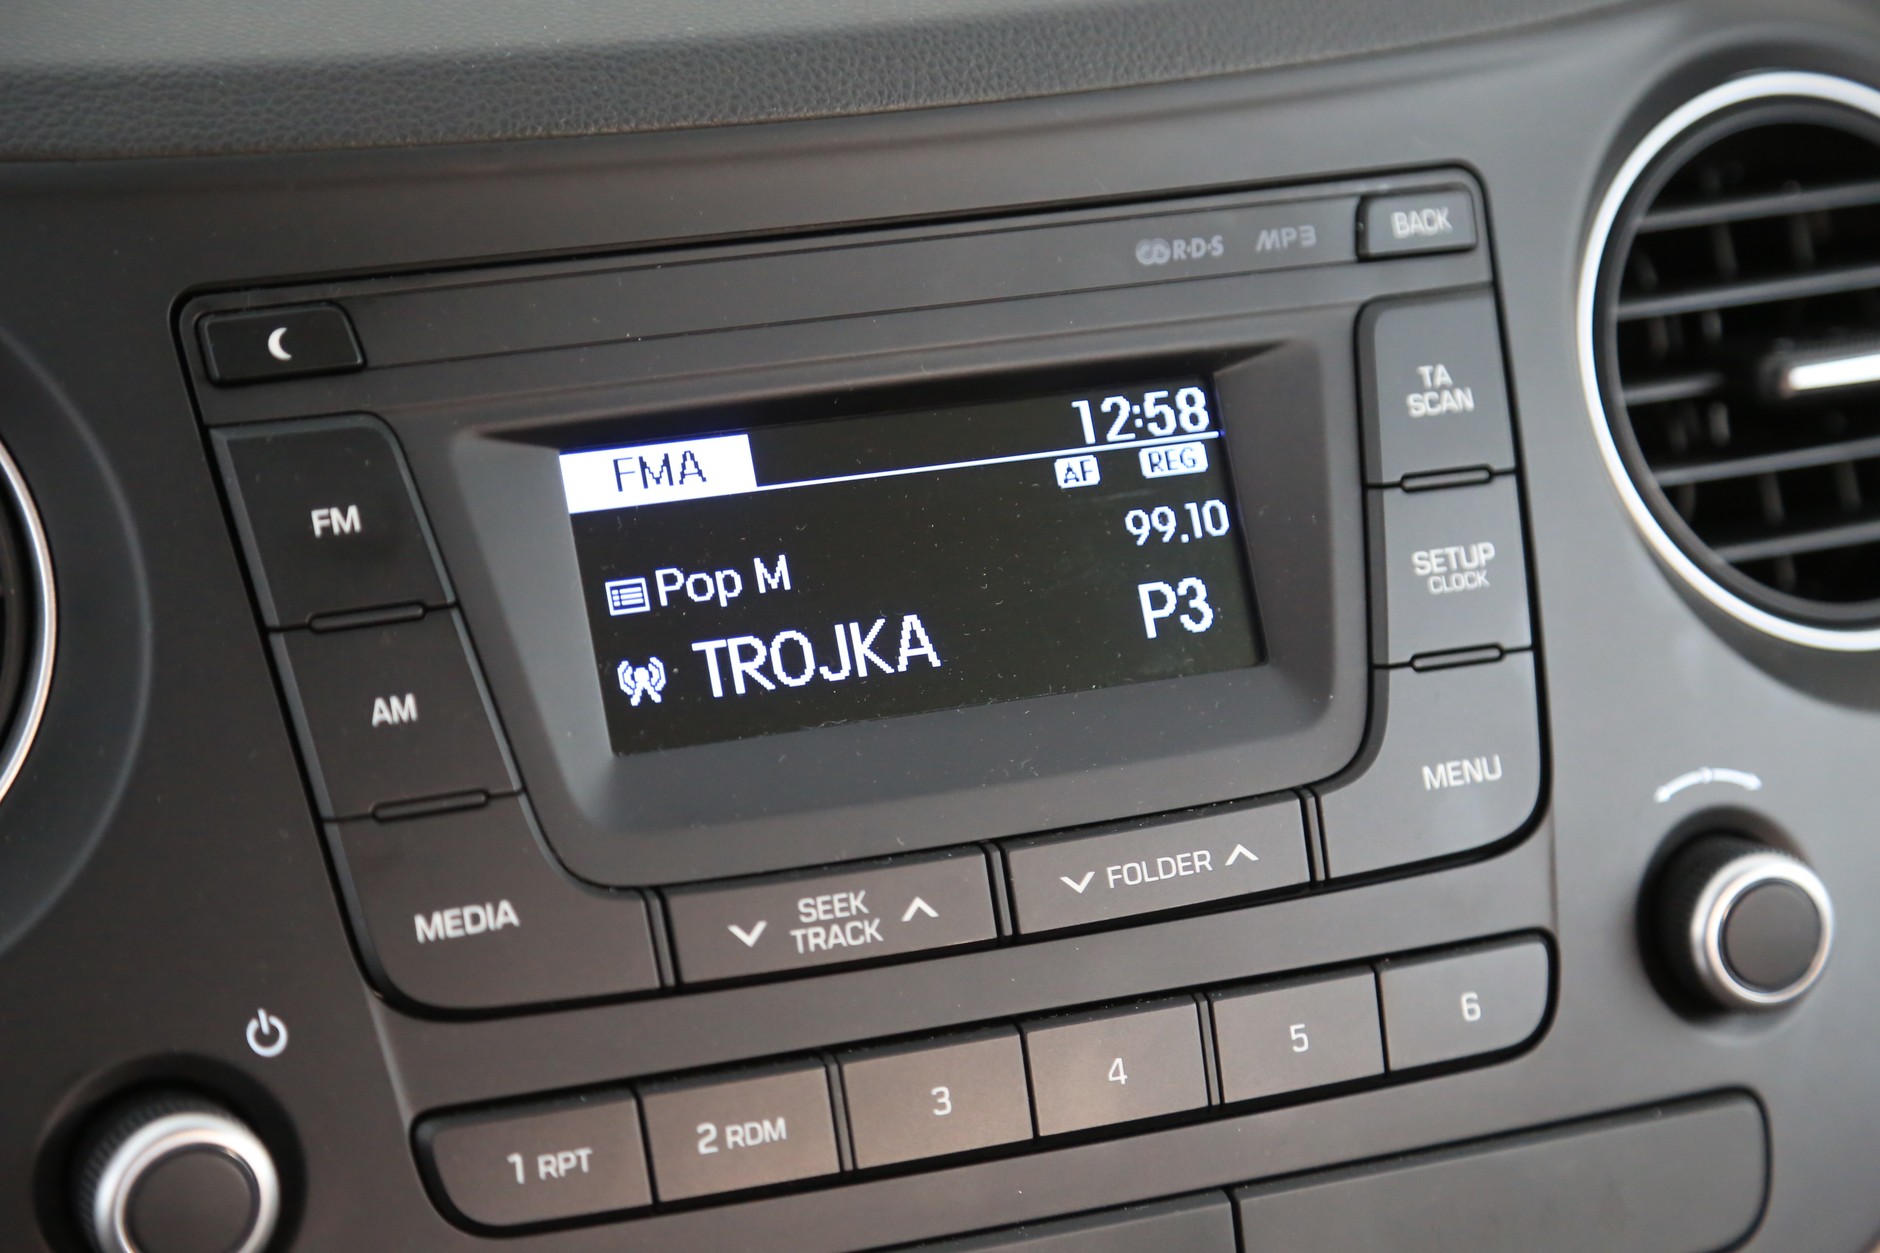 R·D·S MP3 BACK
12:58
FMA
AF REG
99.10
Pop M
TROJKA P3
FM
AM
MEDIA
TA
SCAN
SETUP
CLOCK
MENU
SEEK
TRACK
FOLDER
1 RPT 2 RDM 3 4 5 6